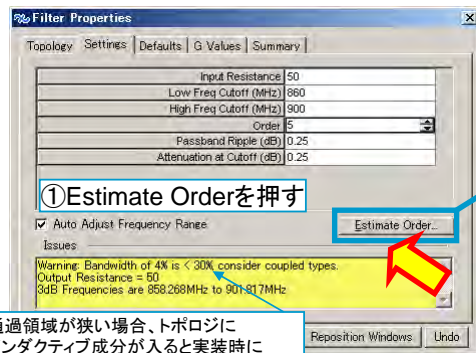 Filter Properties
Topology Settings Defaults G Values Summary
Input Resistance 50
Low Freq Cutoff (MHz) 860
High Freq Cutoff (MHz) 900
Order 5
Passband Ripple (dB) 0.25
Attenuation at Cutoff (dB) 0.25
①Estimate Orderを押す
Auto Adjust Frequency Range
Estimate Order...
Issues
Warning: Bandwidth of 4% is < 30% consider coupled types.
Output Resistance = 50
3dB Frequencies are 858.268MHz to 901.817MHz
通過領域が狭い場合、トポロジに
ンダクティブ成分が入ると実装時に
Reposition Windows Undo